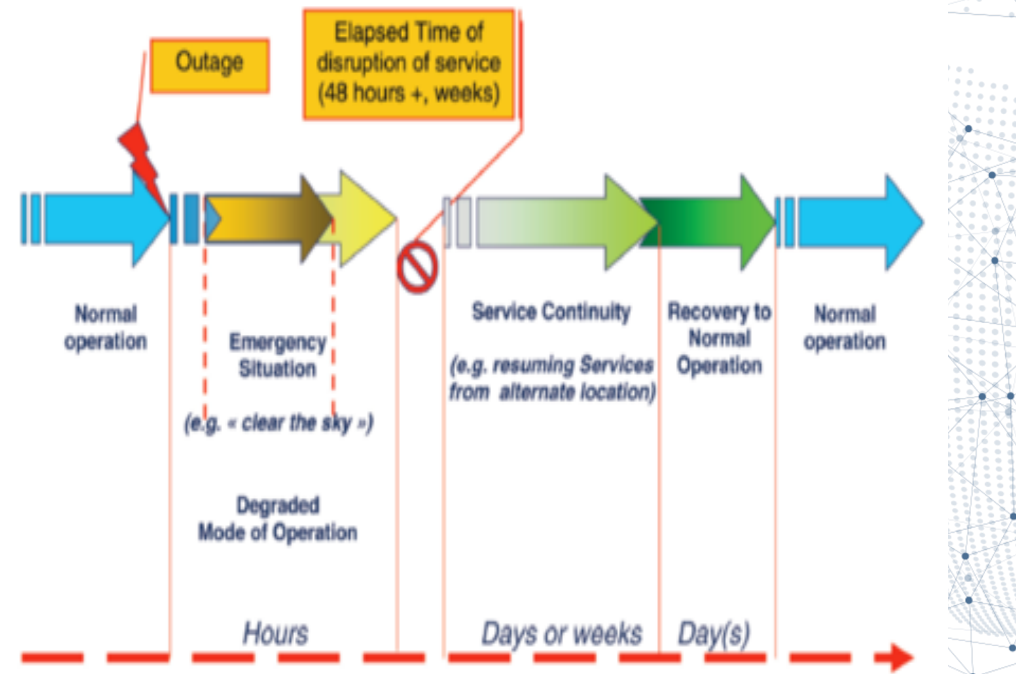 Outage
Elapsed Time of
disruption of service
(48 hours +, weeks)
Normal
operation
Emergency
Situation
(e.g. « clear the sky »)
Degraded
Mode of Operation
Service Continuity
(e.g. resuming Services
from alternate location)
Recovery to
Normal
Operation
Normal
operation
Hours
Days or weeks
Day(s)